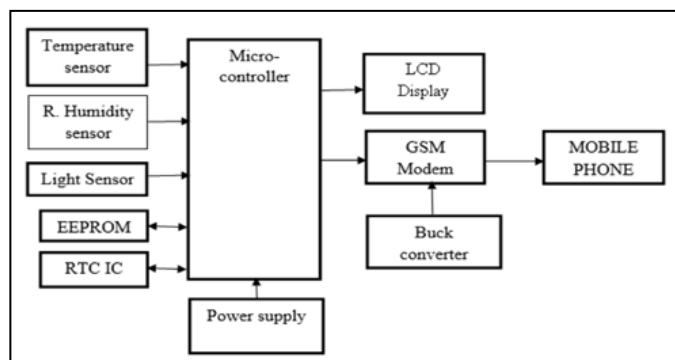 Temperature
sensor
R. Humidity
sensor
Light Sensor
EEPROM
RTC IC
Micro-
controller
Power supply
LCD
Display
GSM
Modem
Buck
converter
MOBILE
PHONE